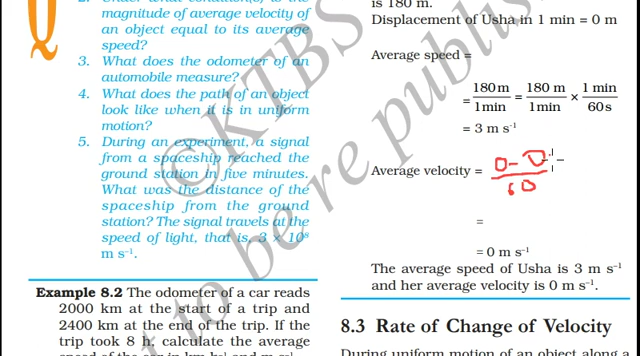 magnitude of average velocity of
an object equal to its average
speed?
3. What does the odometer of an
automobile measure?
4. What does the path of an object
look like when it is in uniform
motion?
5. During an experiment, a signal
from a spaceship reached the
ground station in five minutes.
What was the distance of the
spaceship from the ground
station? The signal travels at the
speed of light, that is, 3 × 10⁸
m s⁻¹.
Example 8.2 The odometer of a car reads
2000 km at the start of a trip and
2400 km at the end of the trip. If the
trip took 8 h, calculate the average
Q
is 180 m.
Displacement of Usha in 1 min = 0 m
Average speed =
= 180 m / 1 min = 180 m / 1 min × 1 min / 60 s
= 3 m s⁻¹
Average velocity = 0 - 0 / 60
=
= 0 m s⁻¹
The average speed of Usha is 3 m s⁻¹
and her average velocity is 0 m s⁻¹.
8.3 Rate of Change of Velocity
During uniform motion of an object along a
©KTBS
t to be re publis